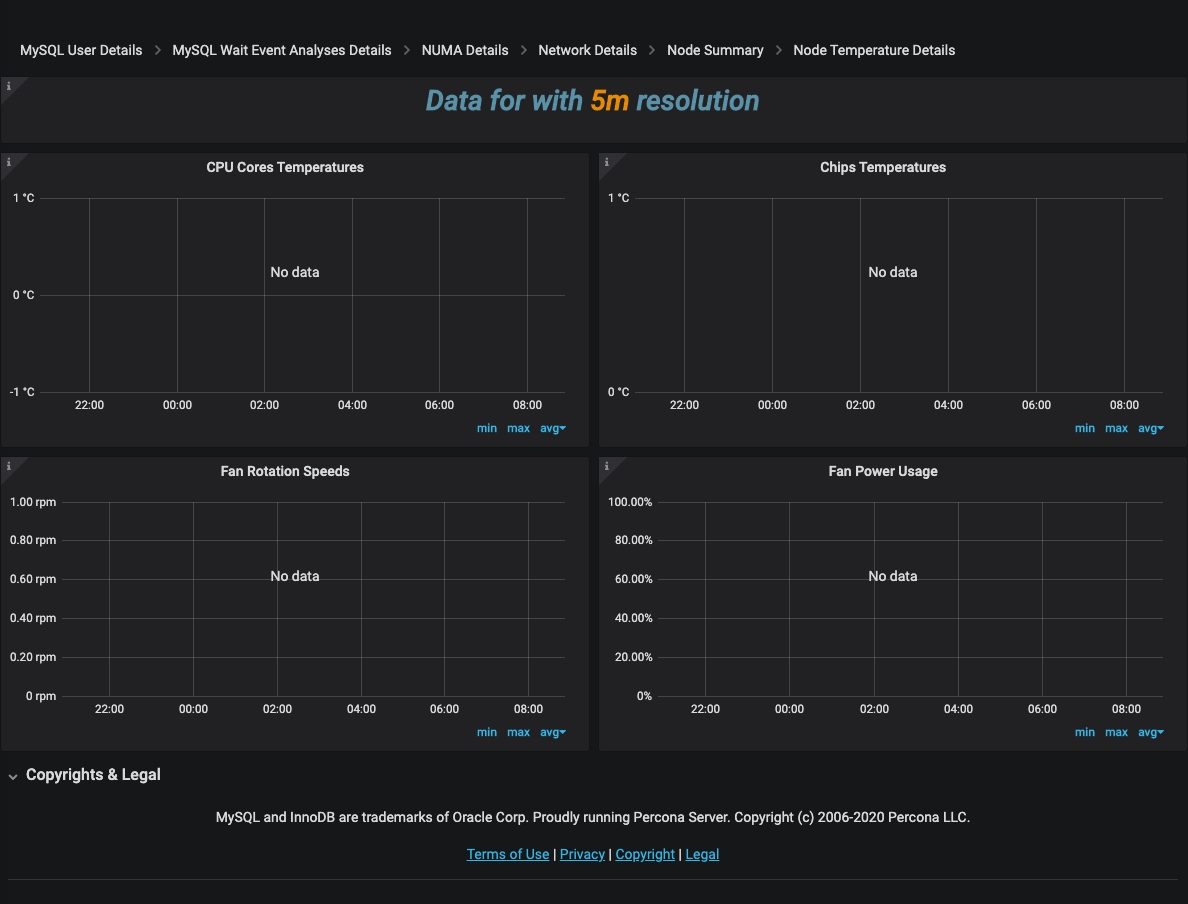 MySQL User Details > MySQL Wait Event Analyses Details > NUMA Details > Network Details > Node Summary > Node Temperature Details
Data for with 5m resolution
CPU Cores Temperatures
1 °C
0 °C
-1 °C
No data
22:00 00:00 02:00 04:00 06:00 08:00
min max avg
Chips Temperatures
1 °C
0 °C
No data
22:00 00:00 02:00 04:00 06:00 08:00
min max avg
Fan Rotation Speeds
1.00 rpm
0.80 rpm
0.60 rpm
0.40 rpm
0.20 rpm
0 rpm
No data
22:00 00:00 02:00 04:00 06:00 08:00
min max avg
Fan Power Usage
100.00%
80.00%
60.00%
40.00%
20.00%
0%
No data
22:00 00:00 02:00 04:00 06:00 08:00
min max avg
Copyrights & Legal
MySQL and InnoDB are trademarks of Oracle Corp. Proudly running Percona Server. Copyright (c) 2006-2020 Percona LLC.
Terms of Use | Privacy | Copyright | Legal